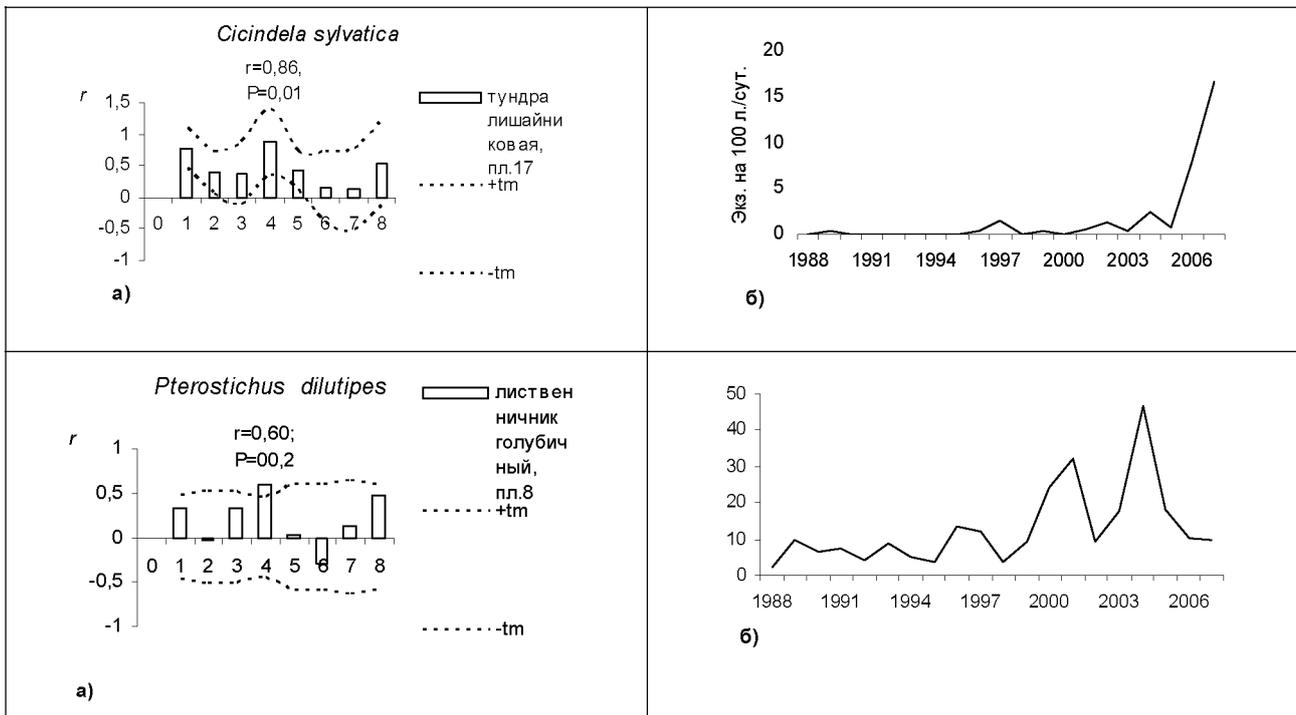 Cicindela sylvatica
r=0,86,
P=0,01
r
1,5
1
0,5
0
-0,5
-1
0 1 2 3 4 5 6 7 8
тундра
лишайни
ковая,
пл.17
+tm
-tm
а)
Экз. на 100 л./сут.
20
15
10
5
0
1988 1991 1994 1997 2000 2003 2006
б)
Pterostichus dilutipes
r=0,60;
P=00,2
r
1
0,5
0
-0,5
-1
0 1 2 3 4 5 6 7 8
листвен
ничник
голубич
ный,
пл.8
+tm
-tm
а)
50
40
30
20
10
0
1988 1991 1994 1997 2000 2003 2006
б)